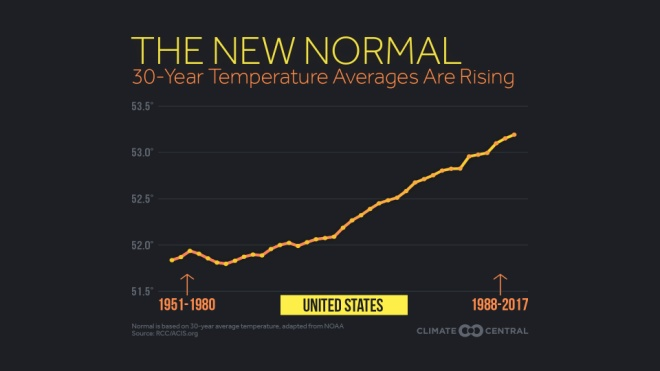 THE NEW NORMAL
30-Year Temperature Averages Are Rising
53.5°
53.0°
52.5°
52.0°
51.5°
1951-1980
UNITED STATES
1988-2017
Normal is based on 30-year average temperature, adapted from NOAA
Source: RCC/ACIS.org
CLIMATE CENTRAL